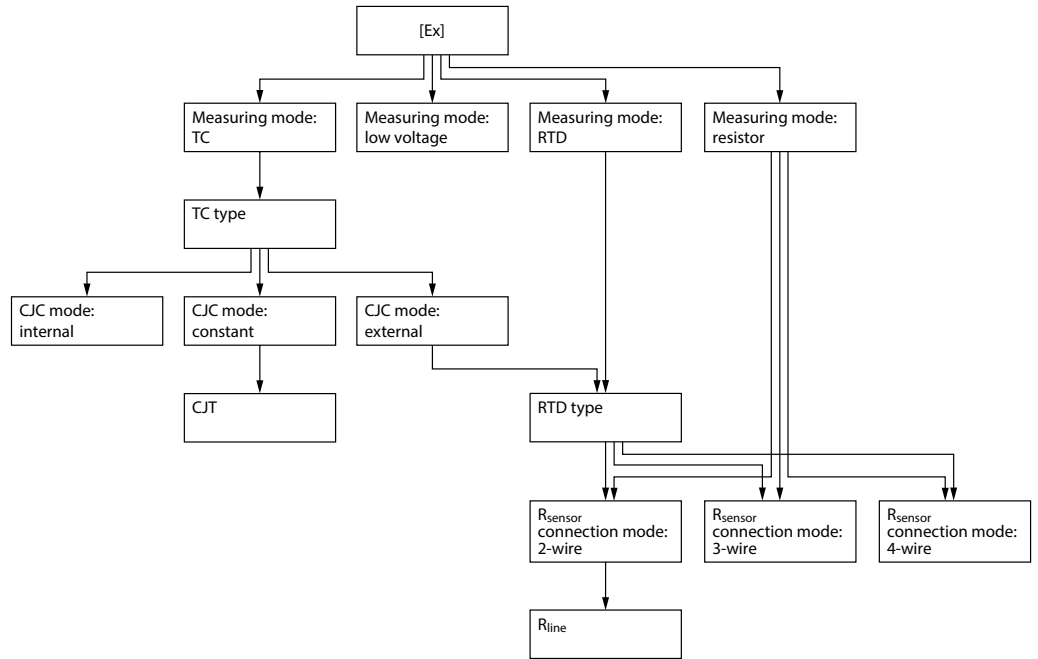 [Ex]
Measuring mode:
TC
Measuring mode:
low voltage
Measuring mode:
RTD
Measuring mode:
resistor
TC type
CJC mode:
internal
CJC mode:
constant
CJC mode:
external
CJT
RTD type
Rsensor
connection mode:
2-wire
Rsensor
connection mode:
3-wire
Rsensor
connection mode:
4-wire
Rline